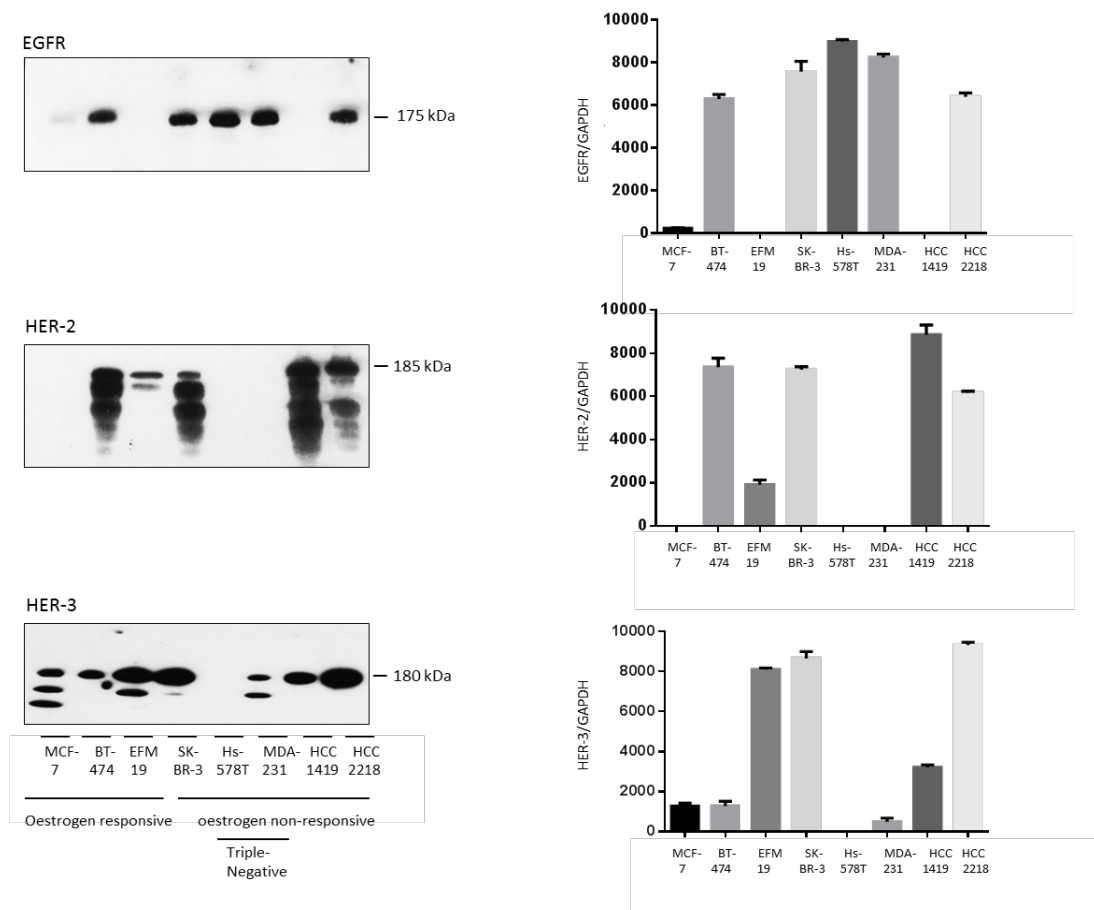 EGFR
175 kDa
HER-2
185 kDa
HER-3
180 kDa
MCF- BT- EFM SK- Hs- MDA- HCC HCC
7 474 19 BR-3 578T 231 1419 2218
Oestrogen responsive oestrogen non-responsive
Triple-
Negative
EGFR/GAPDH
10000
8000
6000
4000
2000
0
MCF- BT- EFM SK- Hs- MDA- HCC HCC
7 474 19 BR-3 578T 231 1419 2218
HER-2/GAPDH
10000
8000
6000
4000
2000
0
MCF- BT- EFM SK- Hs- MDA- HCC HCC
7 474 19 BR-3 578T 231 1419 2218
HER-3/GAPDH
10000
8000
6000
4000
2000
0
MCF- BT- EFM SK- Hs- MDA- HCC HCC
7 474 19 BR-3 578T 231 1419 2218